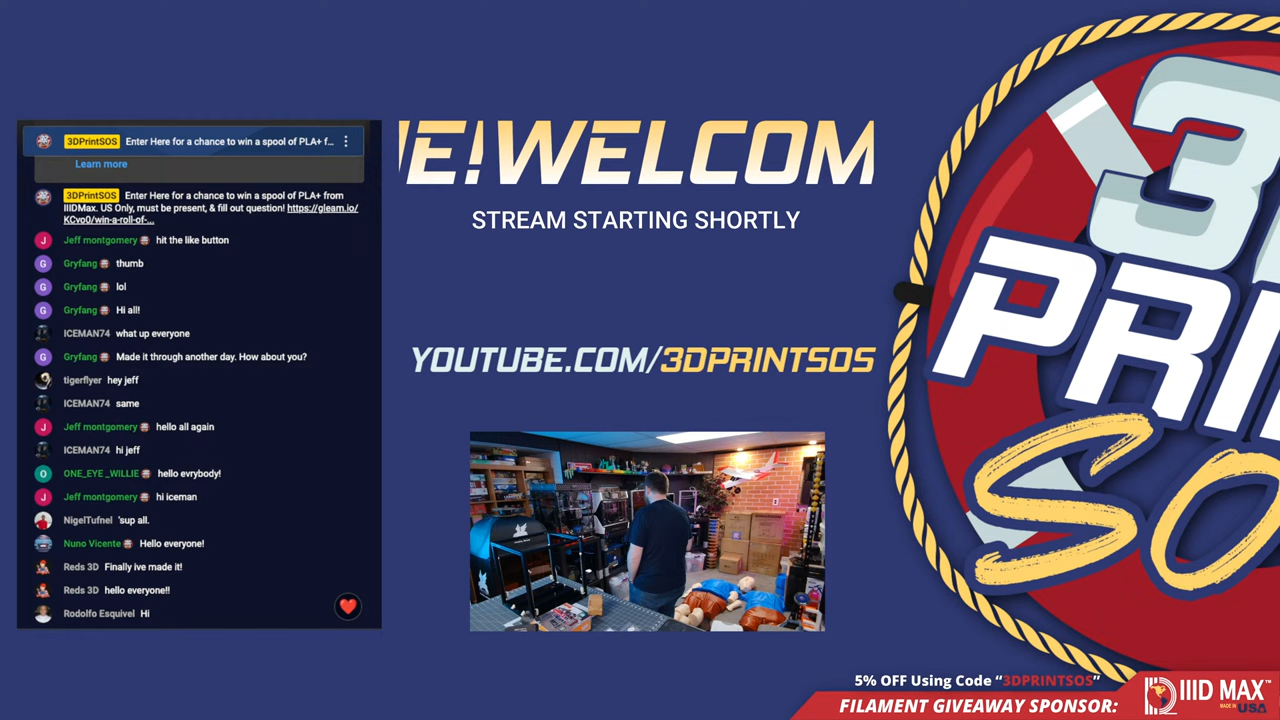 3DPrintSOS Enter Here for a chance to win a spool of PLA+ f...
Learn more
3DPrintSOS Enter Here for a chance to win a spool of PLA+ from
IIIDMax. US Only, must be present, & fill out question! https://gleam.io/
KCvo0/win-a-roll-of-...
J Jeff montgomery hit the like button
G Gryfang thumb
G Gryfang lol
G Gryfang Hi all!
ICEMAN74 what up everyone
G Gryfang Made it through another day. How about you?
tigerflyer hey jeff
ICEMAN74 same
J Jeff montgomery hello all again
ICEMAN74 hi jeff
O ONE_EYE_WILLIE hello evrybody!
J Jeff montgomery hi iceman
NigelTufnel 'sup all.
Nuno Vicente Hello everyone!
Reds 3D Finally ive made it!
Reds 3D hello everyone!!
Rodolfo Esquivel Hi
E!WELCOM
STREAM STARTING SHORTLY
YOUTUBE.COM/3DPRINTSOS
3
PRI
SO
5% OFF Using Code “3DPRINTSOS”
FILAMENT GIVEAWAY SPONSOR:
IIID MAX™
MADE IN USA